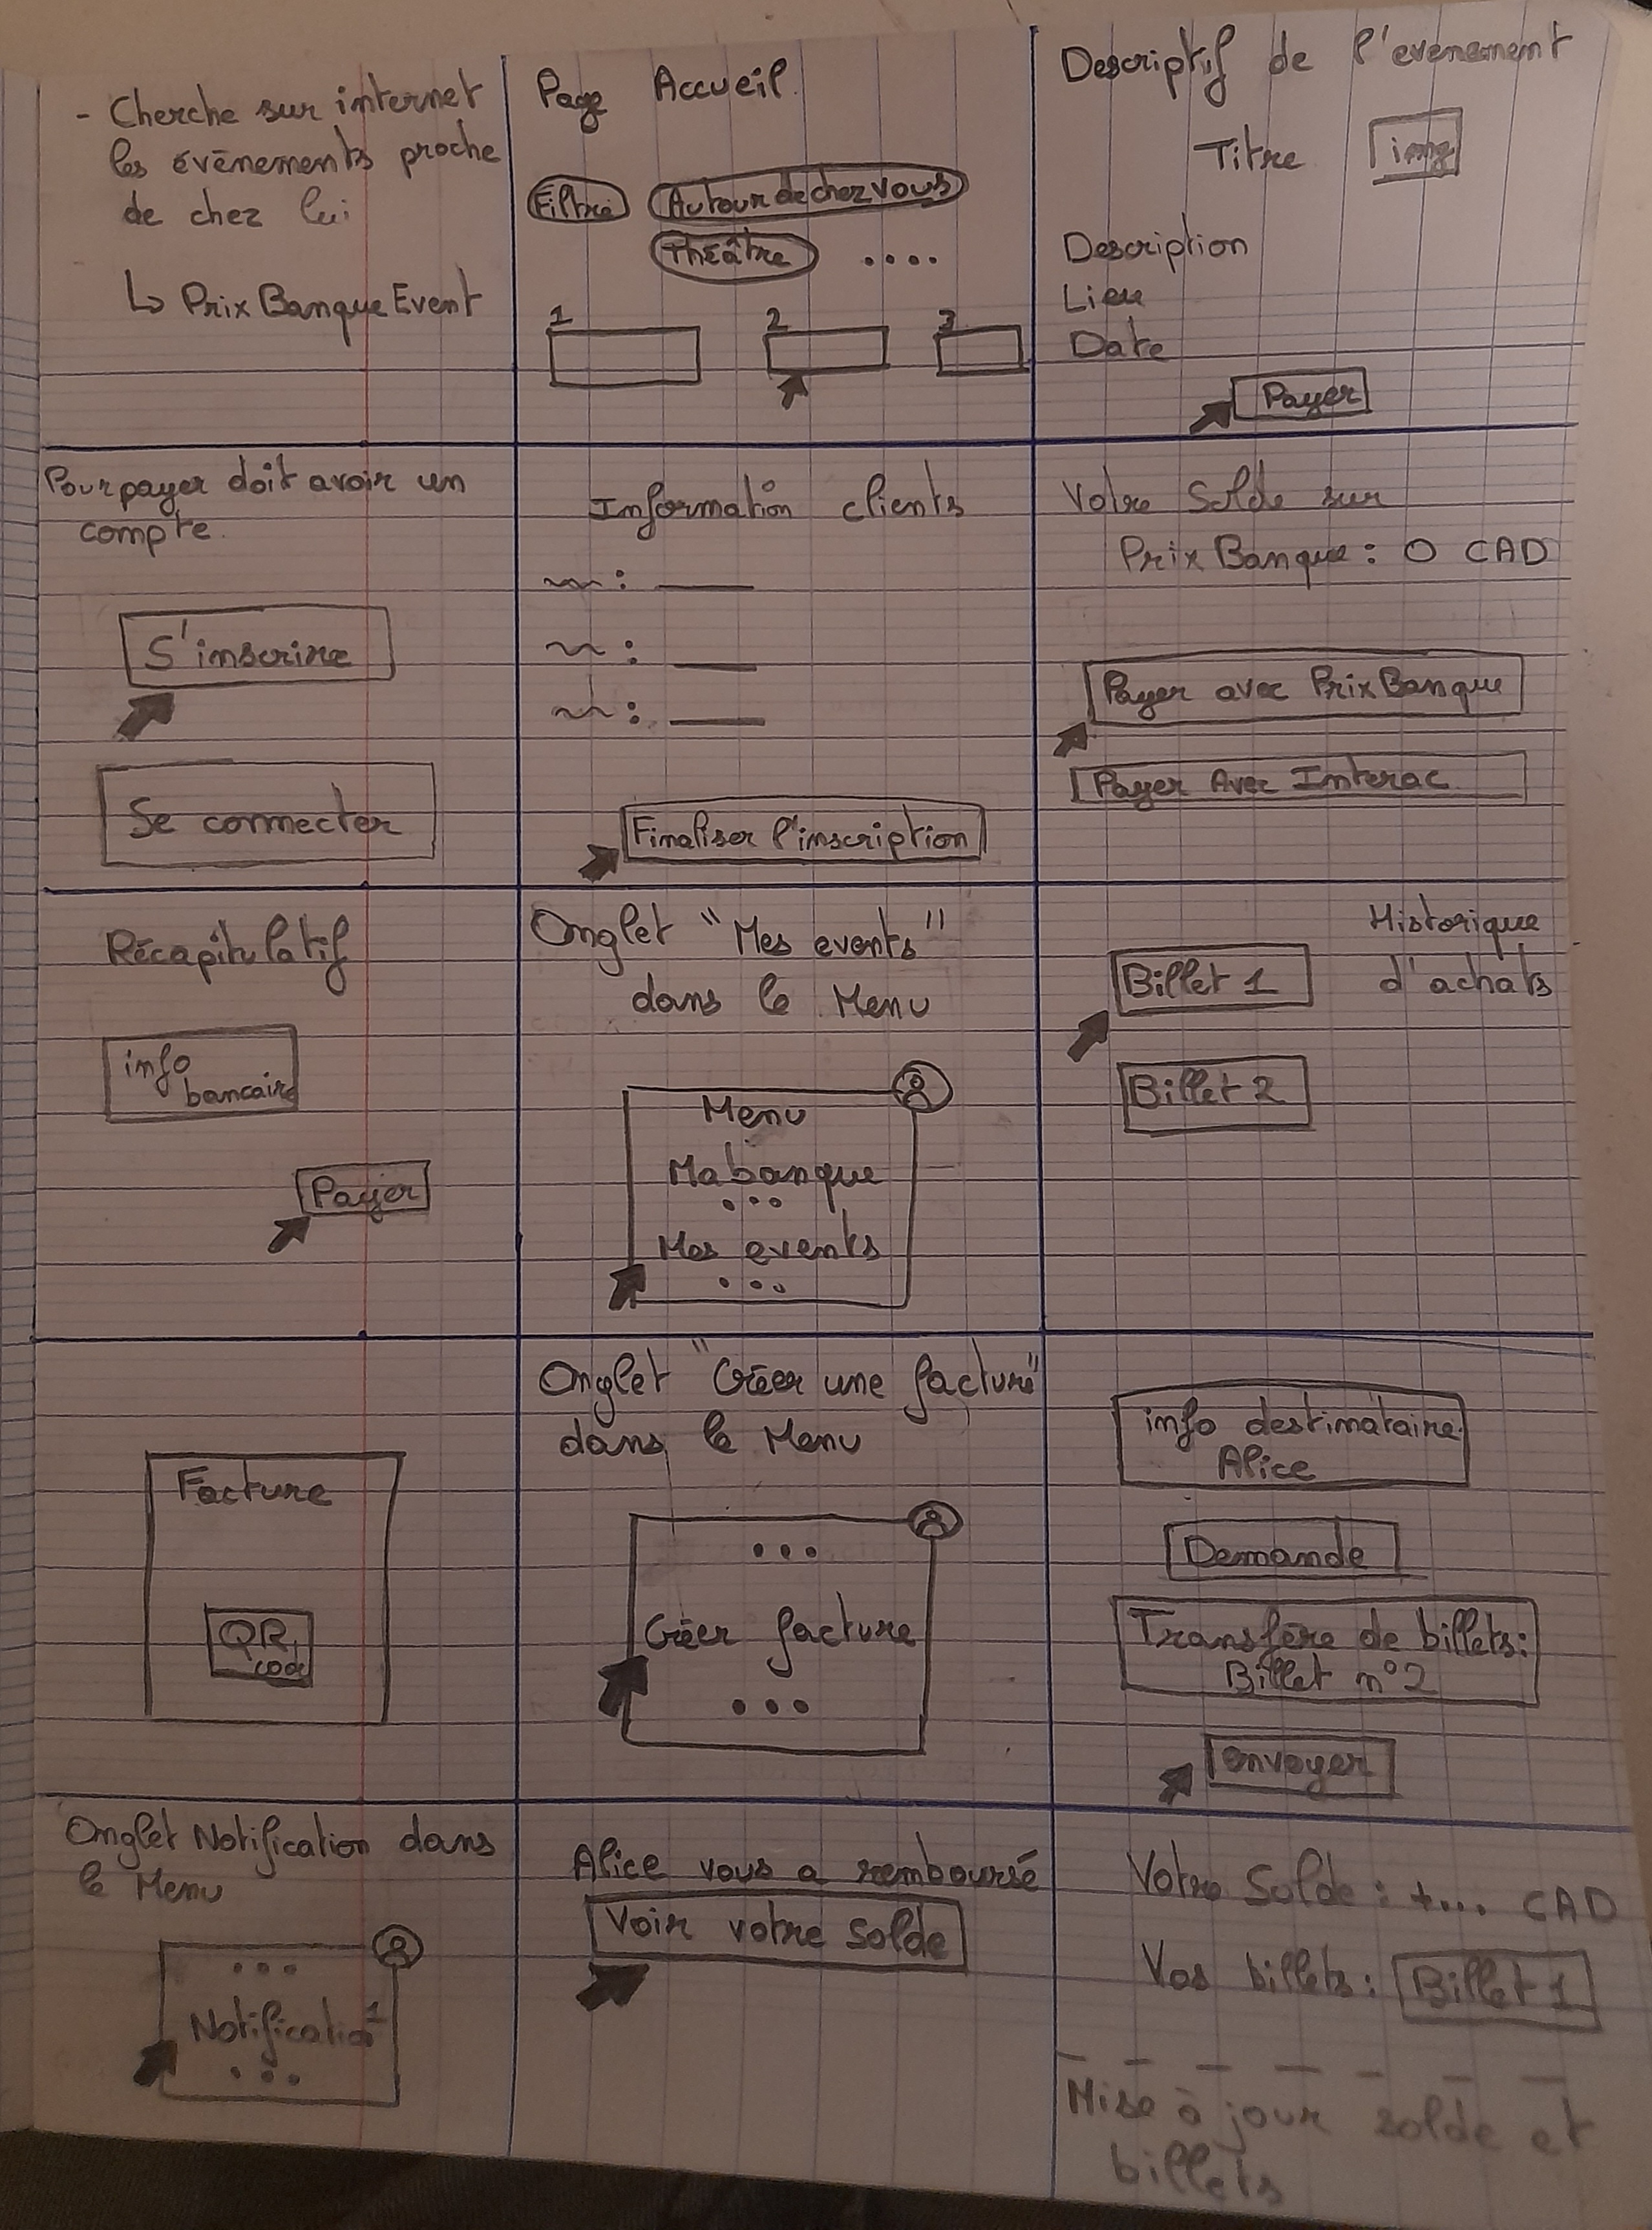 - Cherche sur internet
les évènements proche
de chez lui
↳ PrixBanqueEvent
Page Accueil
Filtre Autour de chez vous
Théâtre ....
1 2 3
Descriptif de l'evenement
Titre img
Description
Lieu
Date
Payer
Pour payer doit avoir un
compte.
S'inscrire
Se connecter
Information clients
Finaliser l'inscription
Votre Solde sur
PrixBanque : 0 CAD
Payer avec PrixBanque
Payer Avec Interac
Récapitulatif
info
bancaire
Payer
Onglet "Mes events"
dans le Menu
Menu
Ma banque
...
Mes events
...
Historique
d'achats
Billet 1
Billet 2
Facture
QR
code
Onglet "Créer une facture"
dans le Menu
...
Créer facture
...
info destinataire
Alice
Demande
Transfère de billets:
Billet n°2
envoyer
Onglet Notification dans
le Menu
...
Notification 1
...
Alice vous a remboursé
Voir votre solde
Votre Solde : +... CAD
Vos billets : Billet 1
Mise à jour solde et
billets